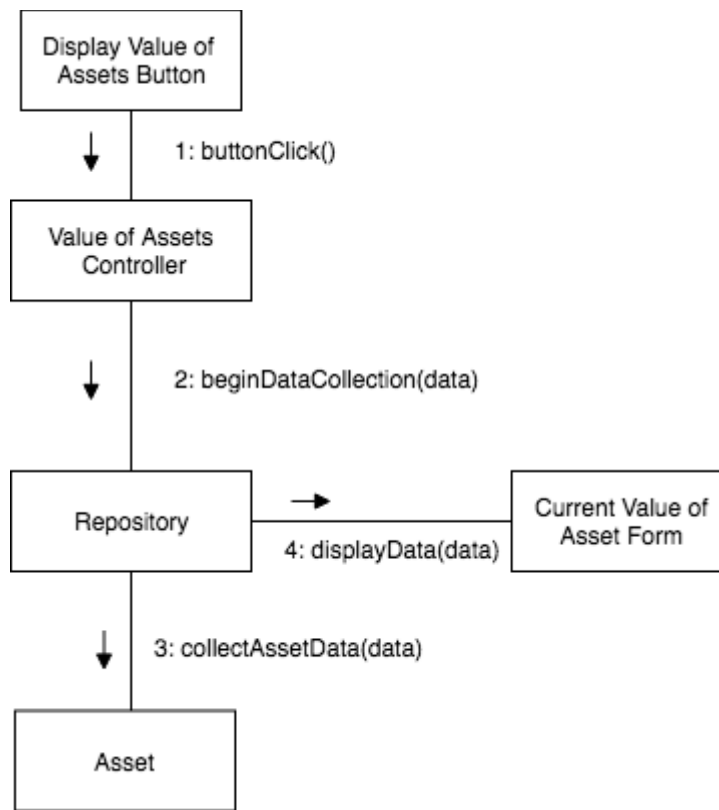 Display Value of
Assets Button
1: buttonClick()
Value of Assets
Controller
2: beginDataCollection(data)
Repository
4: displayData(data)
Current Value of
Asset Form
3: collectAssetData(data)
Asset